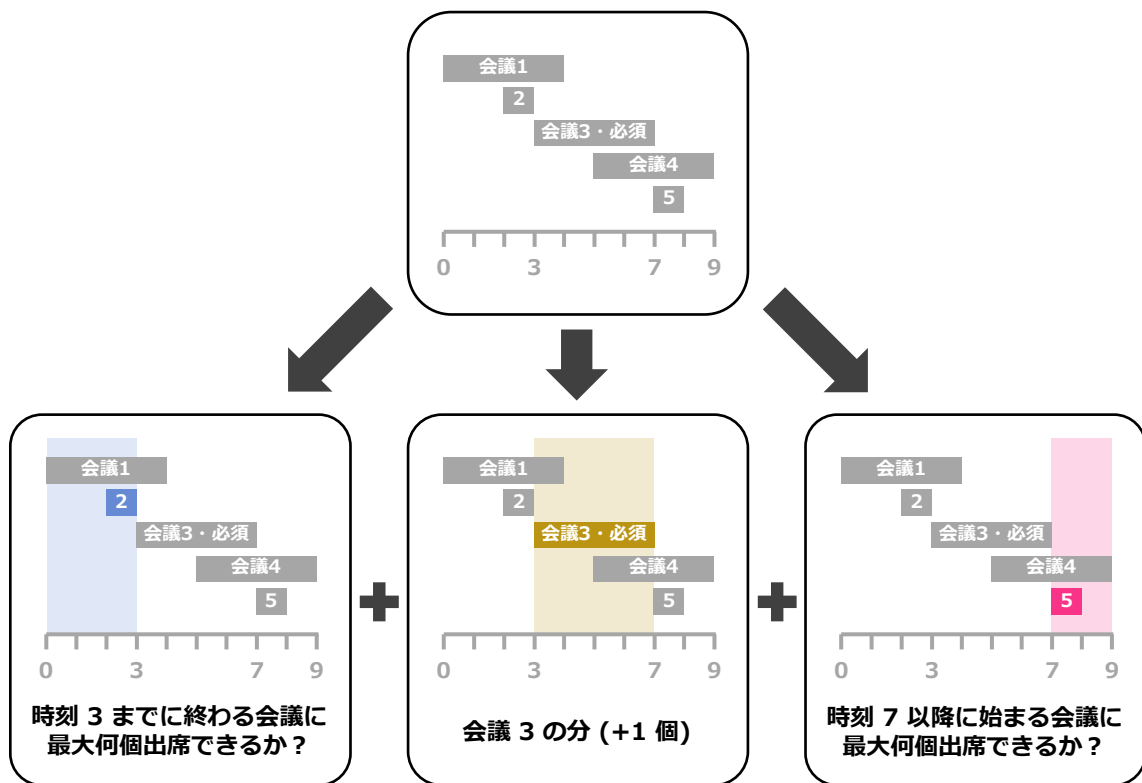 会議1
2
会議3・必須
会議4
5
0 3 7 9
会議1
2
会議3・必須
会議4
5
0 3 7 9
時刻 3 までに終わる会議に
最大何個出席できるか？
会議1
2
会議3・必須
会議4
5
0 3 7 9
会議 3 の分 (+1 個)
会議1
2
会議3・必須
会議4
5
0 3 7 9
時刻 7 以降に始まる会議に
最大何個出席できるか？